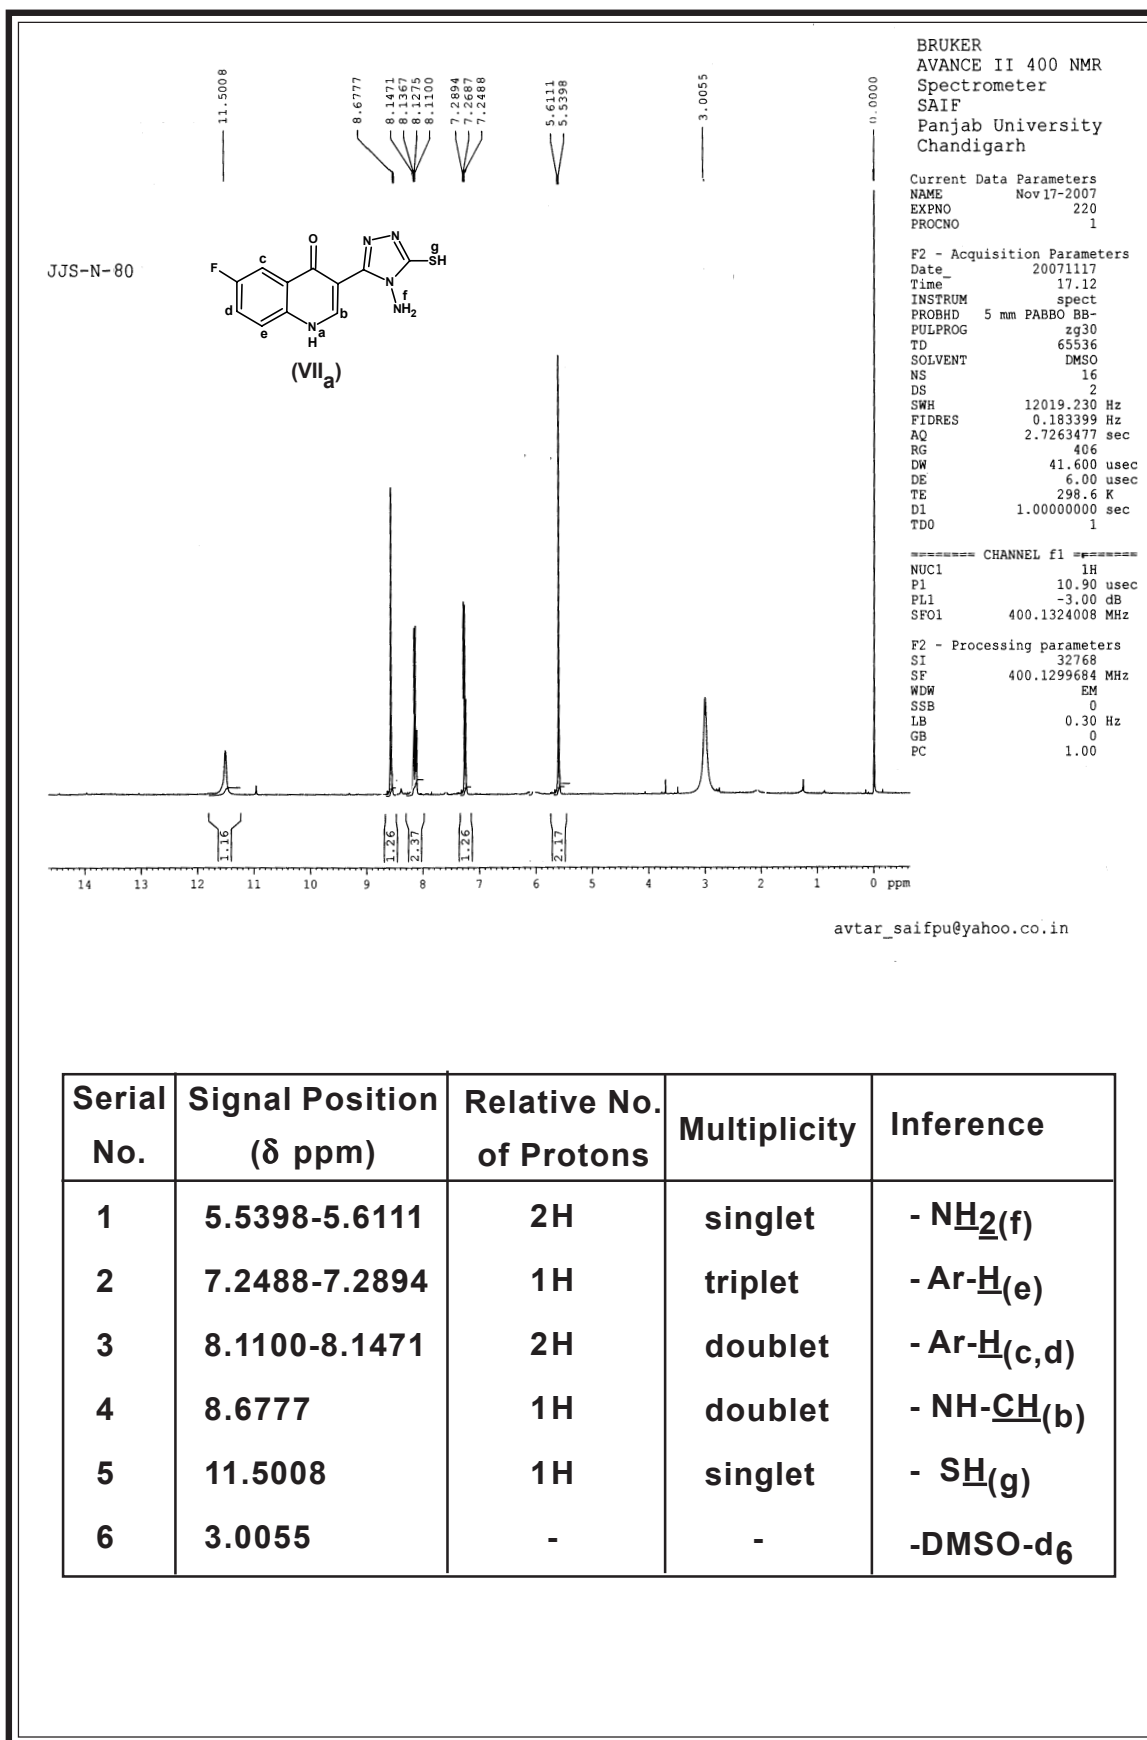 BRUKER
AVANCE II 400 NMR
Spectrometer
SAIF
Panjab University
Chandigarh
11.5008
8.6777
8.1471
8.1367
8.1275
8.1100
7.2894
7.2687
7.2488
5.6111
5.5398
3.0055
0.0000
Current Data Parameters
NAME Nov17-2007
EXPNO 220
PROCNO 1
F2 - Acquisition Parameters
Date_ 20071117
Time 17.12
INSTRUM spect
PROBHD 5 mm PABBO BB-
PULPROG zg30
TD 65536
SOLVENT DMSO
NS 16
DS 2
SWH 12019.230 Hz
FIDRES 0.183399 Hz
AQ 2.7263477 sec
RG 406
DW 41.600 usec
DE 6.00 usec
TE 298.6 K
D1 1.00000000 sec
TD0 1
======== CHANNEL f1 ========
NUC1 1H
P1 10.90 usec
PL1 -3.00 dB
SFO1 400.1324008 MHz
F2 - Processing parameters
SI 32768
SF 400.1299684 MHz
WDW EM
SSB 0
LB 0.30 Hz
GB 0
PC 1.00
JJS-N-80
O N N g SH
F c N f NH2
d e N a H b
(VIIa)
1.16 1.26 2.37 1.26 2.17
14 13 12 11 10 9 8 7 6 5 4 3 2 1 0 ppm
avtar_saifpu@yahoo.co.in
Serial No. Signal Position (δ ppm) Relative No. of Protons Multiplicity Inference
1 5.5398-5.6111 2H singlet - NH2(f)
2 7.2488-7.2894 1H triplet - Ar-H(e)
3 8.1100-8.1471 2H doublet - Ar-H(c,d)
4 8.6777 1H doublet - NH-CH(b)
5 11.5008 1H singlet - SH(g)
6 3.0055 - - -DMSO-d6